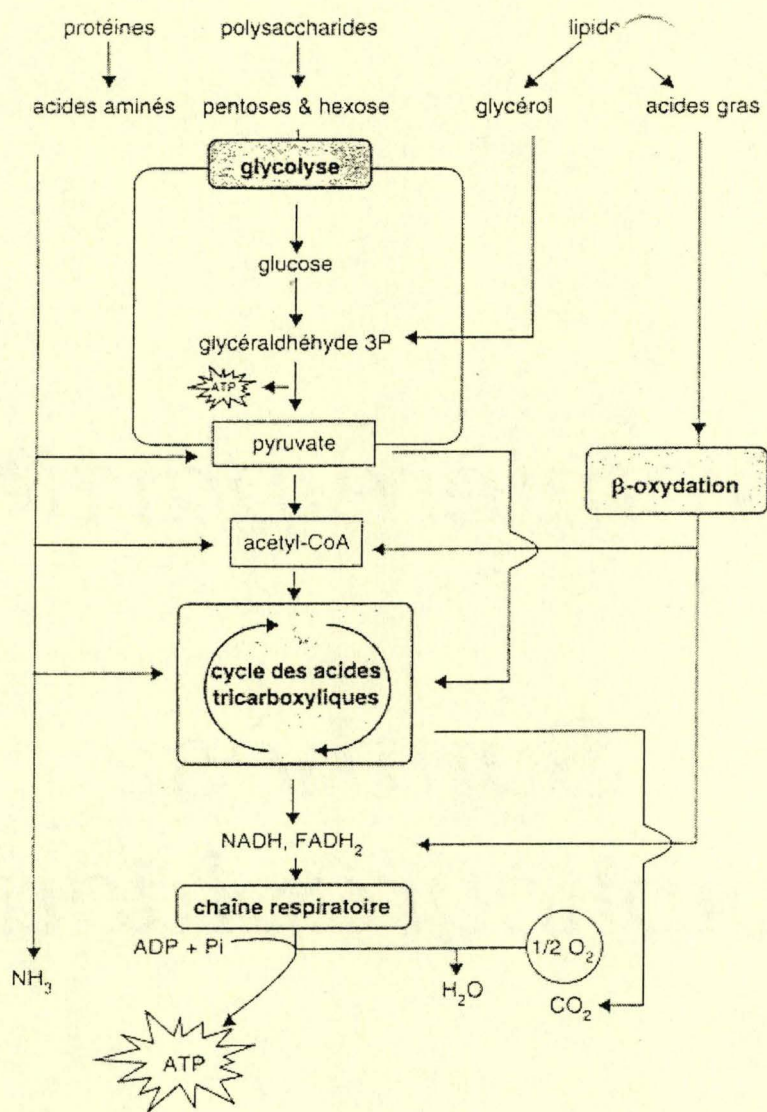 protéines polysaccharides lipide
acides aminés pentoses & hexose glycérol acides gras
glycolyse
glucose
glycéraldhéhyde 3P
ATP
pyruvate
β-oxydation
acétyl-CoA
cycle des acides
tricarboxyliques
NADH, FADH₂
chaîne respiratoire
ADP + Pi 1/2 O₂
NH₃ H₂O
CO₂
ATP